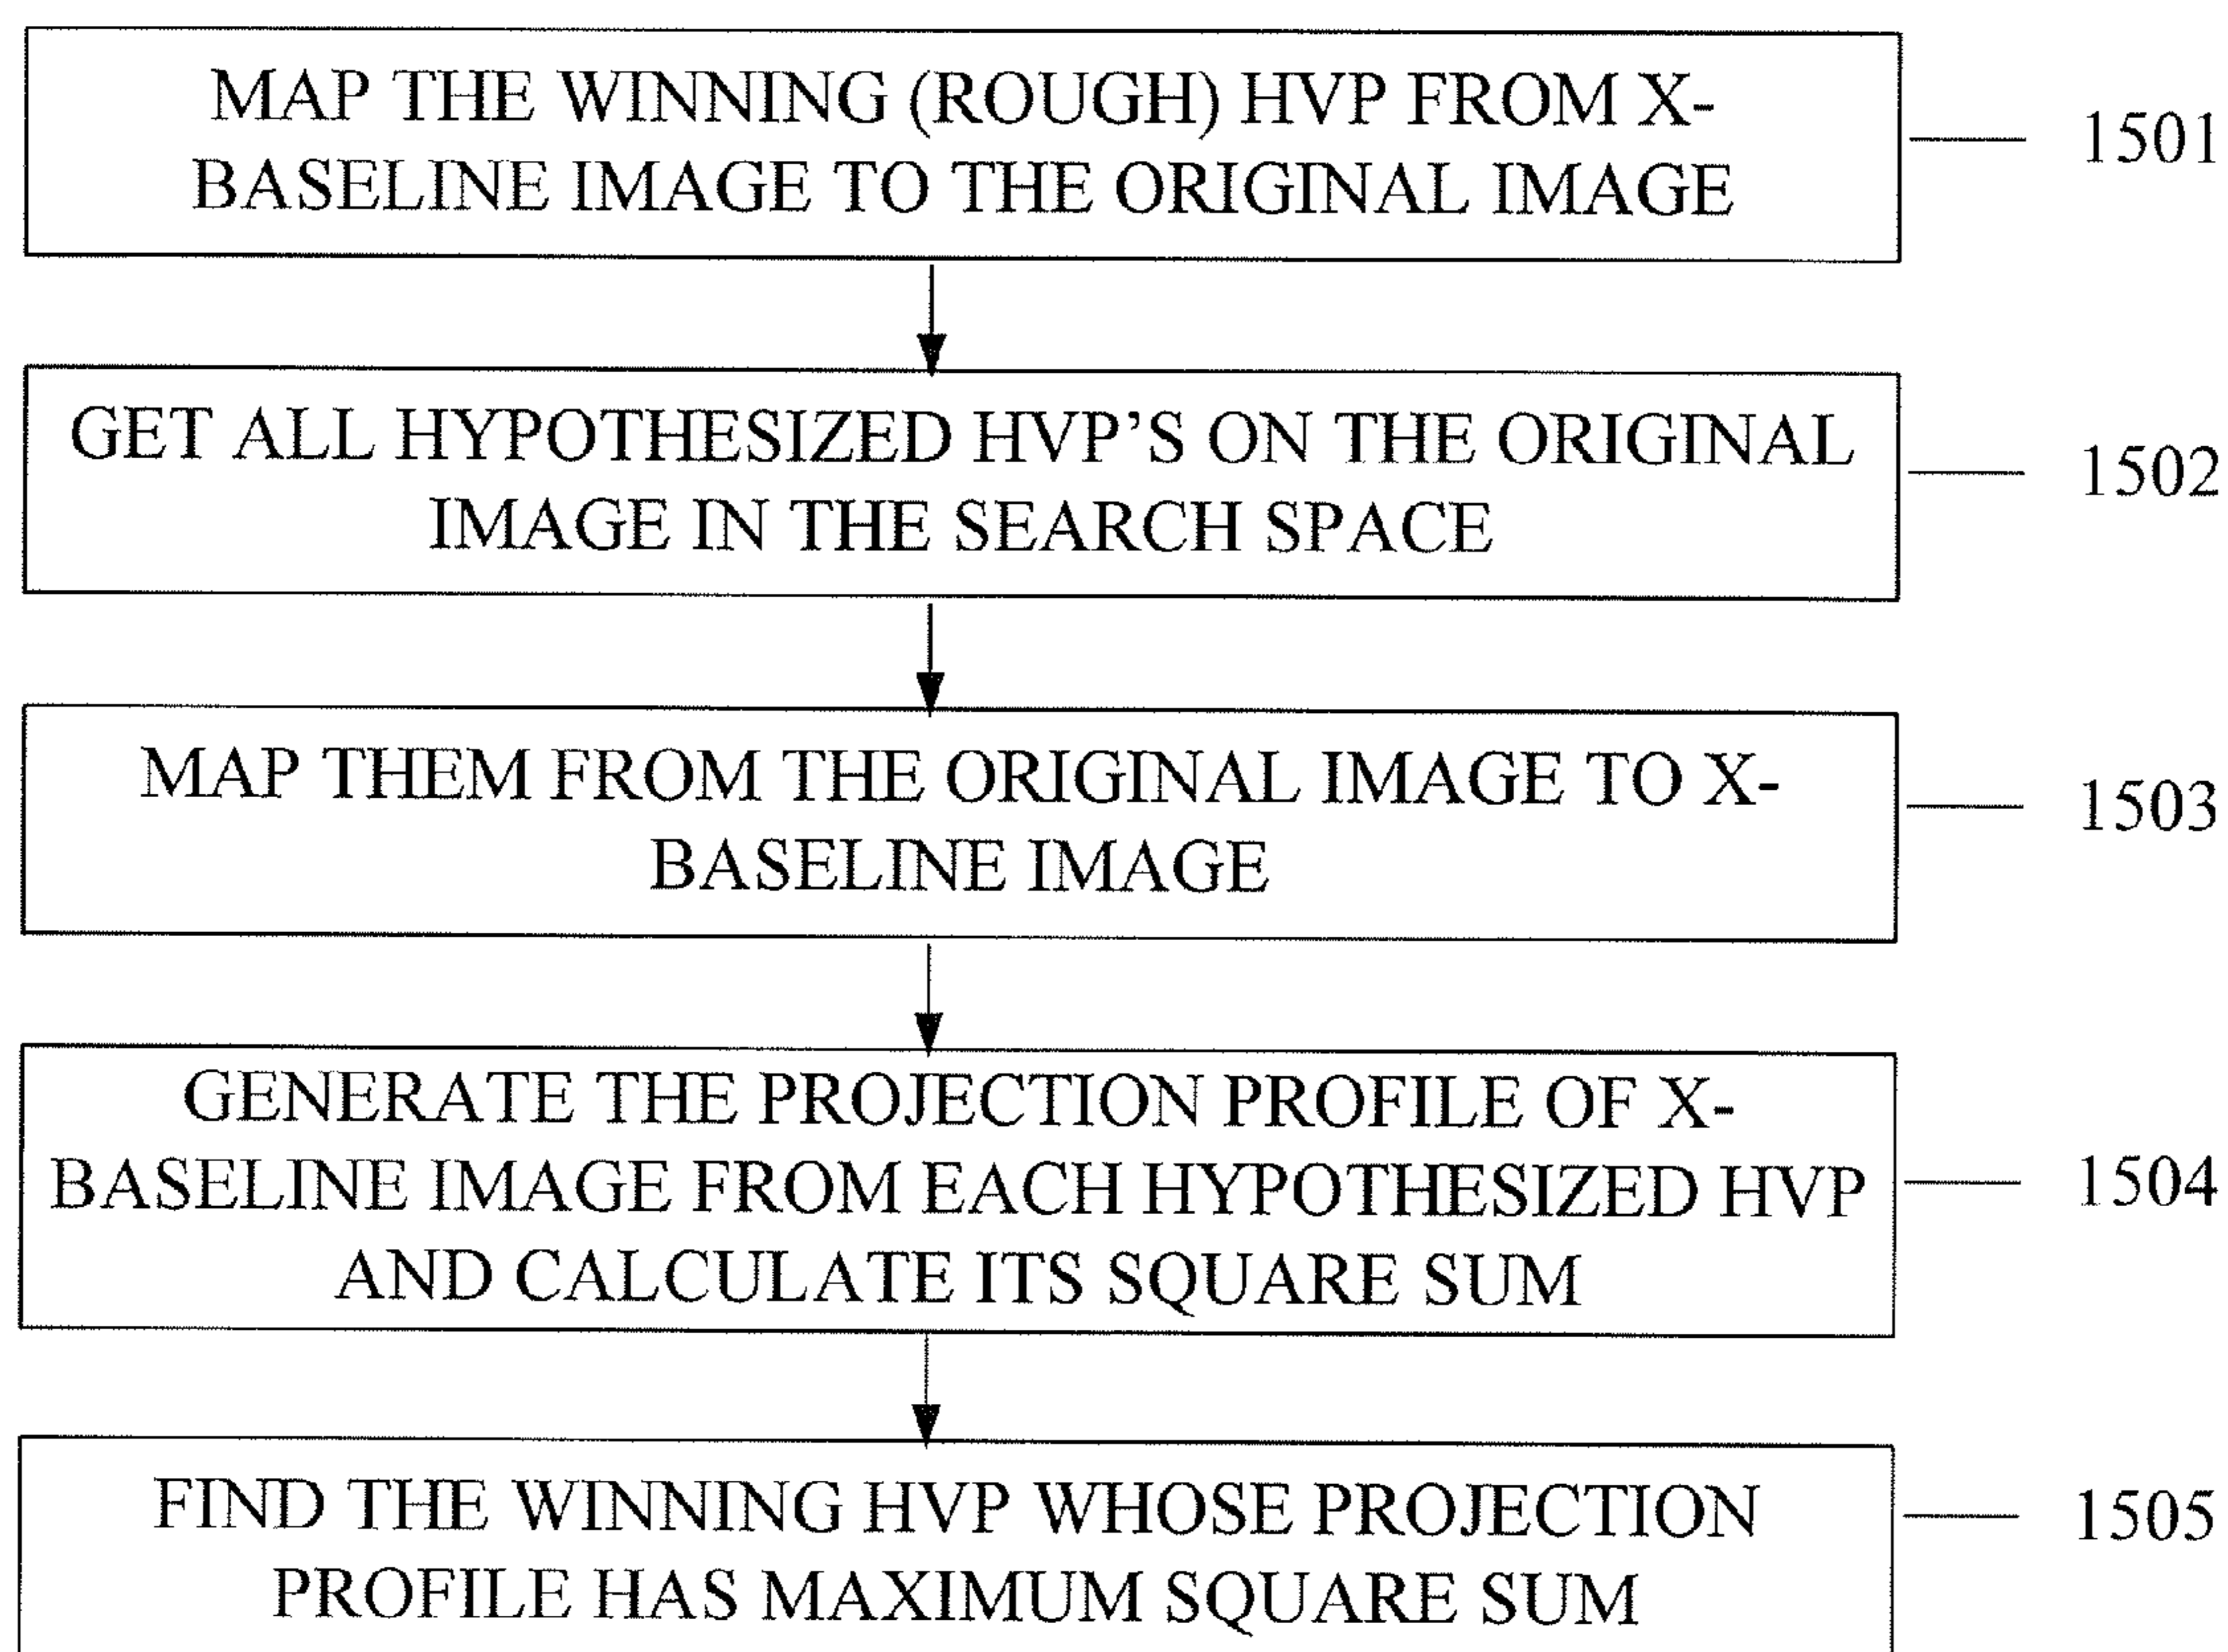 MAP THE WINNING (ROUGH) HVP FROM X-
BASELINE IMAGE TO THE ORIGINAL IMAGE
1501
GET ALL HYPOTHESIZED HVP'S ON THE ORIGINAL
IMAGE IN THE SEARCH SPACE
1502
MAP THEM FROM THE ORIGINAL IMAGE TO X-
BASELINE IMAGE
1503
GENERATE THE PROJECTION PROFILE OF X-
BASELINE IMAGE FROM EACH HYPOTHESIZED HVP
AND CALCULATE ITS SQUARE SUM
1504
FIND THE WINNING HVP WHOSE PROJECTION
PROFILE HAS MAXIMUM SQUARE SUM
1505